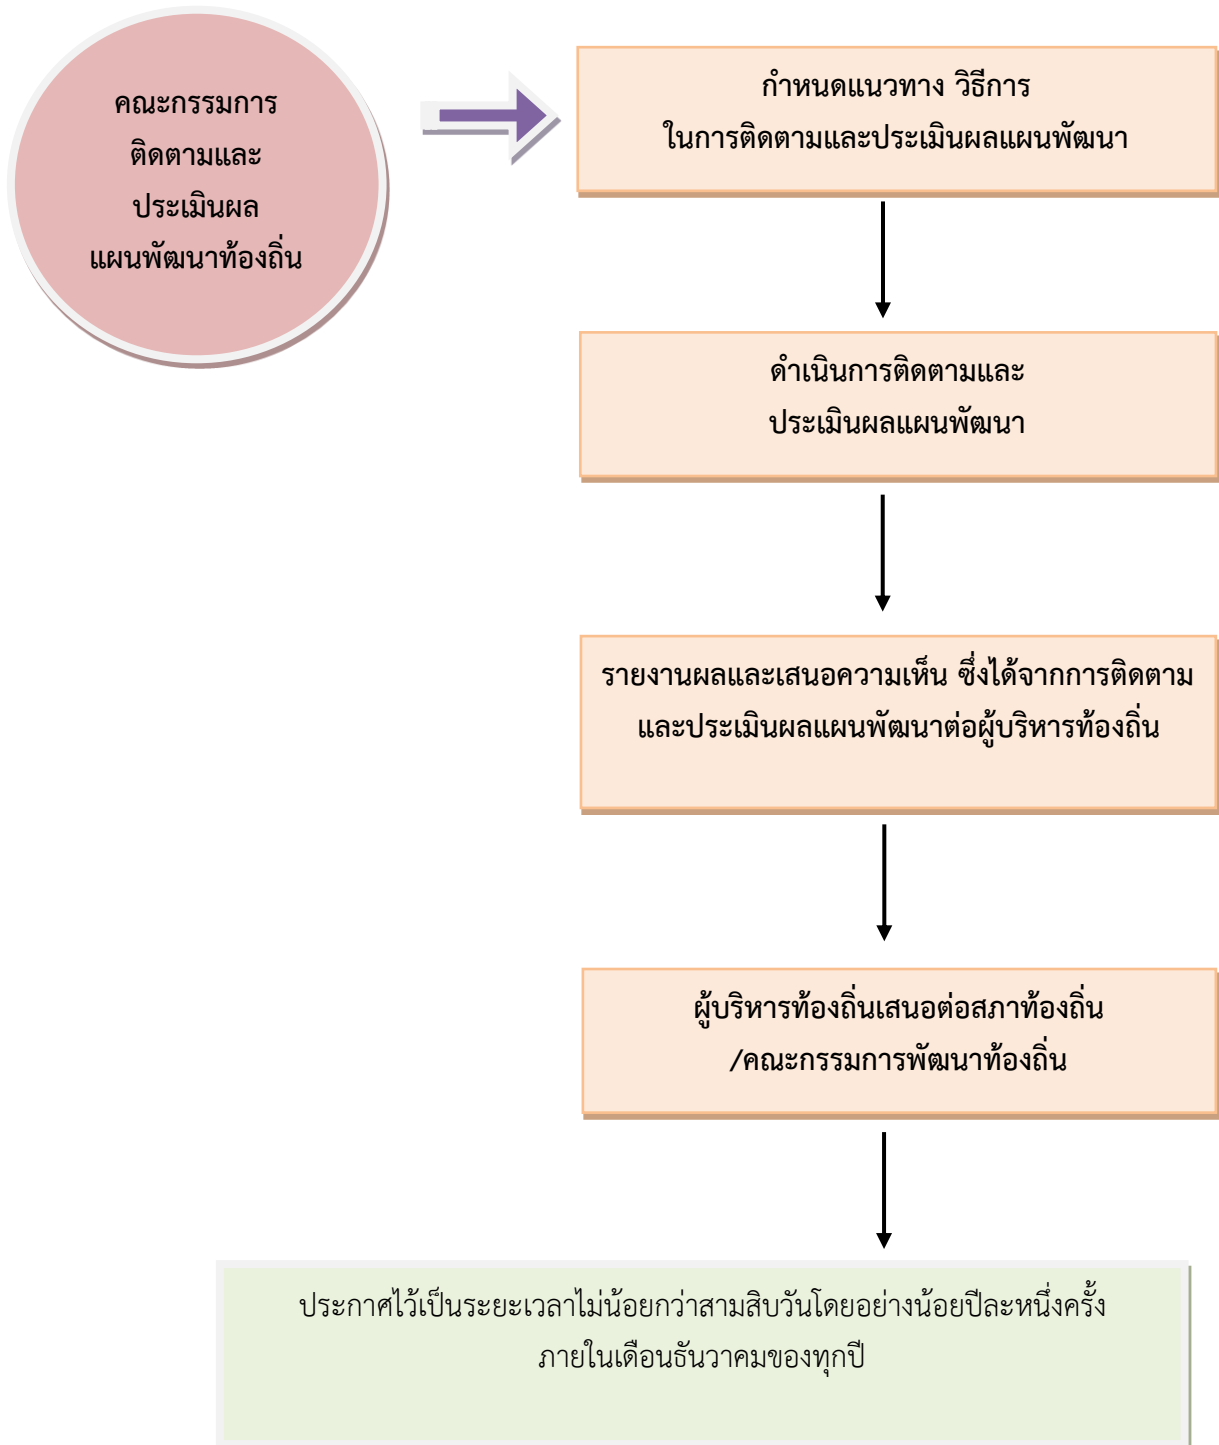 คณะกรรมการ
ติดตามและ
ประเมินผล
แผนพัฒนาท้องถิ่น
กำหนดแนวทาง วิธีการ
ในการติดตามและประเมินผลแผนพัฒนา
ดำเนินการติดตามและ
ประเมินผลแผนพัฒนา
รายงานผลและเสนอความเห็น ซึ่งได้จากการติดตาม
และประเมินผลแผนพัฒนาต่อผู้บริหารท้องถิ่น
ผู้บริหารท้องถิ่นเสนอต่อสภาท้องถิ่น
/คณะกรรมการพัฒนาท้องถิ่น
ประกาศไว้เป็นระยะเวลาไม่น้อยกว่าสามสิบวันโดยอย่างน้อยปีละหนึ่งครั้ง
ภายในเดือนธันวาคมของทุกปี